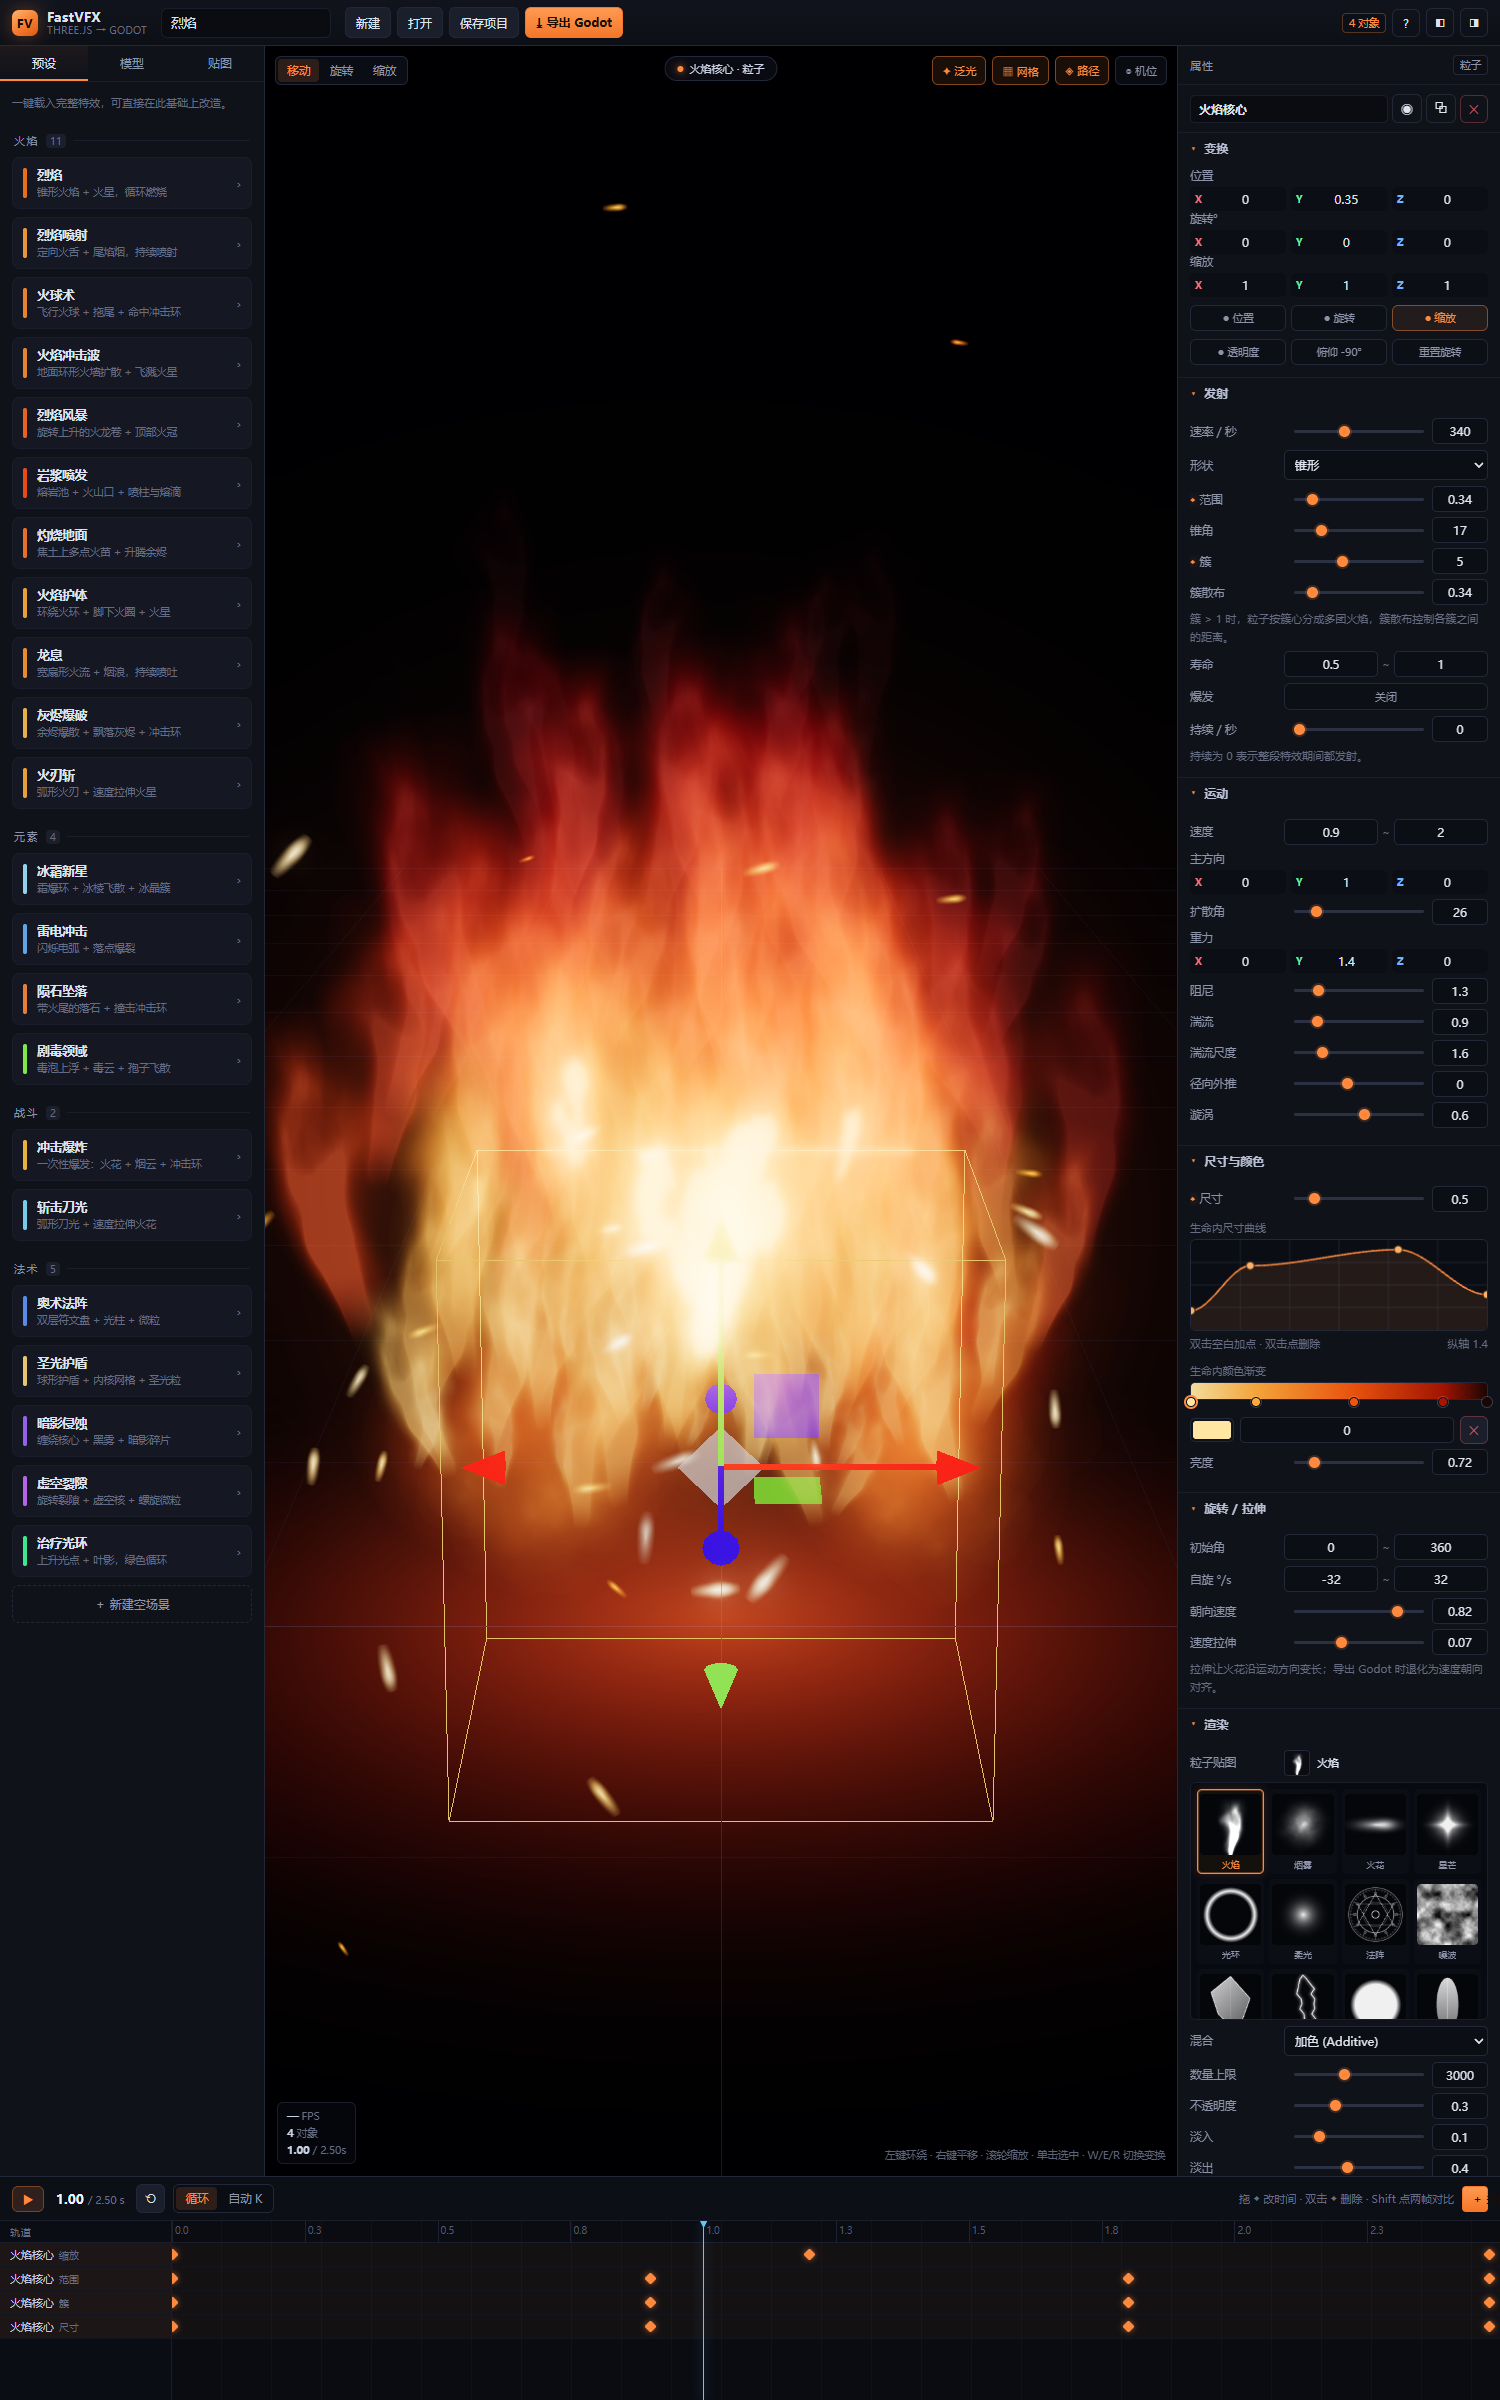 FV
FastVFX
THREE.JS → GODOT
烈焰
新建
打开
保存项目
⤓ 导出 Godot
4 对象
?
预设
模型
贴图
一键载入完整特效，可直接在此基础上改造。
火焰 11
烈焰
锥形火焰 + 火星，循环燃烧
烈焰喷射
定向火舌 + 尾焰烟，持续喷射
火球术
飞行火球 + 拖尾 + 命中冲击环
火焰冲击波
地面环形火墙扩散 + 飞溅火星
烈焰风暴
旋转上升的火龙卷 + 顶部火冠
岩浆喷发
熔岩池 + 火山口 + 喷柱与熔滴
灼烧地面
焦土上多点火苗 + 升腾余烬
火焰护体
环绕火环 + 脚下火圈 + 火星
龙息
宽扇形火流 + 烟浪，持续喷吐
灰烬爆破
余烬爆散 + 飘落灰烬 + 冲击环
火刃斩
弧形火刃 + 速度拉伸火星
元素 4
冰霜新星
霜爆环 + 冰棱飞散 + 冰晶簇
雷电冲击
闪烁电弧 + 落点爆裂
陨石坠落
带火尾的落石 + 撞击冲击环
剧毒领域
毒泡上浮 + 毒云 + 孢子飞散
战斗 2
冲击爆炸
一次性爆发：火花 + 烟云 + 冲击环
斩击刀光
弧形刀光 + 速度拉伸火花
法术 5
奥术法阵
双层符文盘 + 光柱 + 微粒
圣光护盾
球形护盾 + 内核网格 + 圣光粒
暗影侵蚀
缠绕核心 + 黑雾 + 暗影碎片
虚空裂隙
旋转裂隙 + 虚空核 + 螺旋微粒
治疗光环
上升光点 + 叶影，绿色循环
+ 新建空场景
移动
旋转
缩放
火焰核心 · 粒子
✦ 泛光
▦ 网格
◈ 路径
机位
— FPS
4 对象
1.00 / 2.50s
左键环绕 · 右键平移 · 滚轮缩放 · 单击选中 · W/E/R 切换变换
属性
粒子
火焰核心
变换
位置
X 0 Y 0.35 Z 0
旋转°
X 0 Y 0 Z 0
缩放
X 1 Y 1 Z 1
● 位置
● 旋转
● 缩放
● 透明度
俯仰 -90°
重置旋转
发射
速率 / 秒 340
形状 锥形
范围 0.34
锥角 17
簇 5
簇散布 0.34
簇 > 1 时，粒子按簇心分成多团火焰，簇散布控制各簇之间
的距离。
寿命 0.5 ~ 1
爆发 关闭
持续 / 秒 0
持续为 0 表示整段特效期间都发射。
运动
速度 0.9 ~ 2
主方向
X 0 Y 1 Z 0
扩散角 26
重力
X 0 Y 1.4 Z 0
阻尼 1.3
湍流 0.9
湍流尺度 1.6
径向外推 0
漩涡 0.6
尺寸与颜色
尺寸 0.5
生命内尺寸曲线
双击空白加点 · 双击点删除
纵轴 1.4
生命内颜色渐变
0
亮度 0.72
旋转 / 拉伸
初始角 0 ~ 360
自旋 °/s -32 ~ 32
朝向速度 0.82
速度拉伸 0.07
拉伸让火花沿运动方向变长；导出 Godot 时退化为速度朝向
对齐。
渲染
粒子贴图 火焰
火焰
烟雾
火花
星芒
光环
柔光
法阵
噪波
混合 加色 (Additive)
数量上限 3000
不透明度 0.3
淡入 0.1
淡出 0.4
1.00 / 2.50 s
循环
自动 K
拖 ◆ 改时间 · 双击 ◆ 删除 · Shift 点两帧对比
+
轨道
0.0 0.3 0.5 0.8 1.0 1.3 1.5 1.8 2.0 2.3
火焰核心 缩放
火焰核心 范围
火焰核心 簇
火焰核心 尺寸